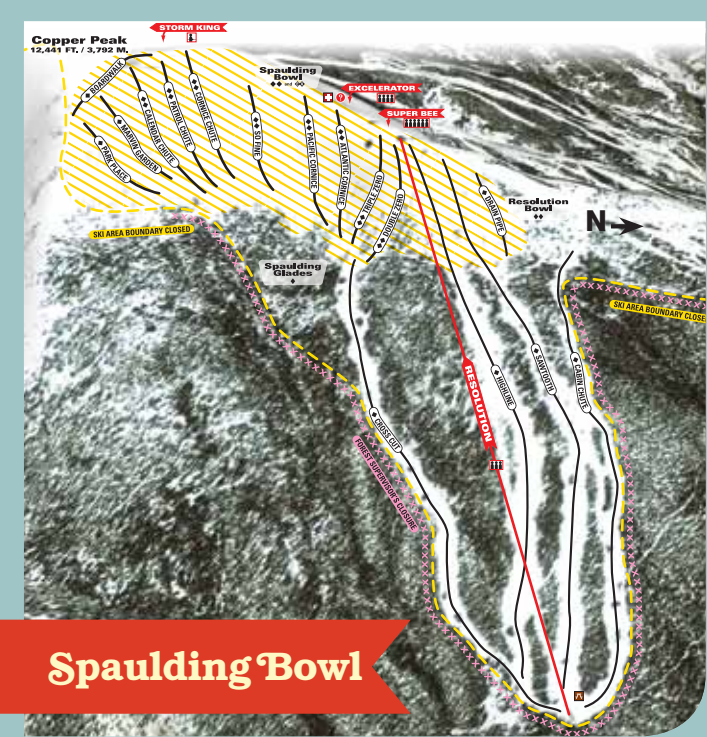 STORM KING
Copper Peak
12,441 FT. / 3,792 M.
BOARDWALK
Spaulding
Bowl
and
EXCELERATOR
SUPER BEE
PARK PLACE
MARVIN GARDEN
CALENDAR CHUTE
PATROL CHUTE
CORNICE CHUTE
SO FINE
PACIFIC CORNICE
ATLANTIC CORNICE
TRIPLE ZERO
DOUBLE ZERO
DRAIN PIPE
Resolution
Bowl
N
SKI AREA BOUNDARY CLOSED
Spaulding
Glades
SKI AREA BOUNDARY CLOSE
RESOLUTION
HIGHLINE
SAWTOOTH
CABIN CHUTE
CROSS CUT
FOREST SUPERVISOR'S CLOSURE
Spaulding Bowl